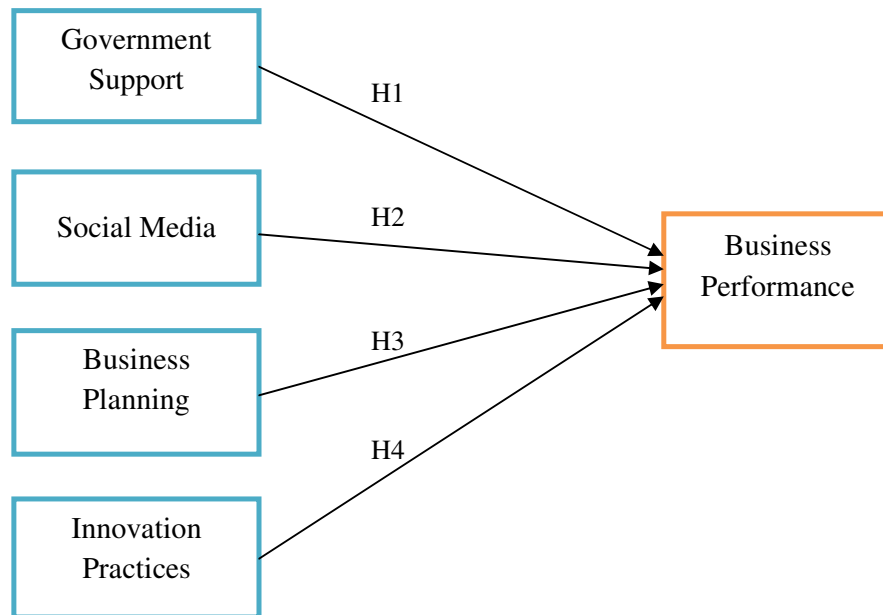 Government
Support
H1
Social Media
H2
Business
Performance
Business
Planning
H3
H4
Innovation
Practices